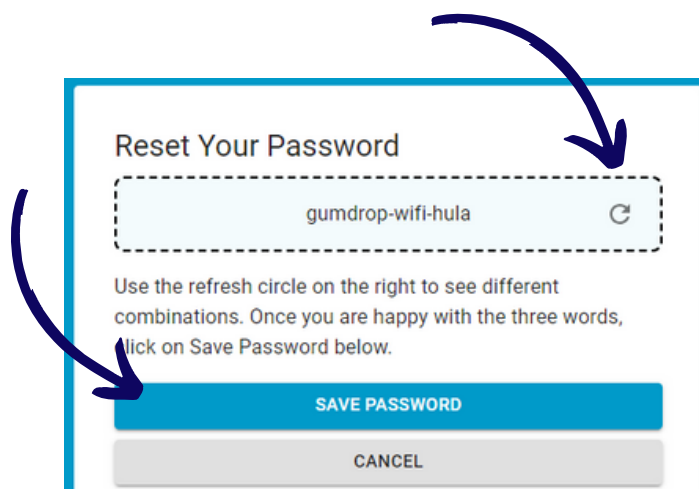 Reset Your Password
gumdrop-wifi-hula
Use the refresh circle on the right to see different
combinations. Once you are happy with the three words,
click on Save Password below.
SAVE PASSWORD
CANCEL